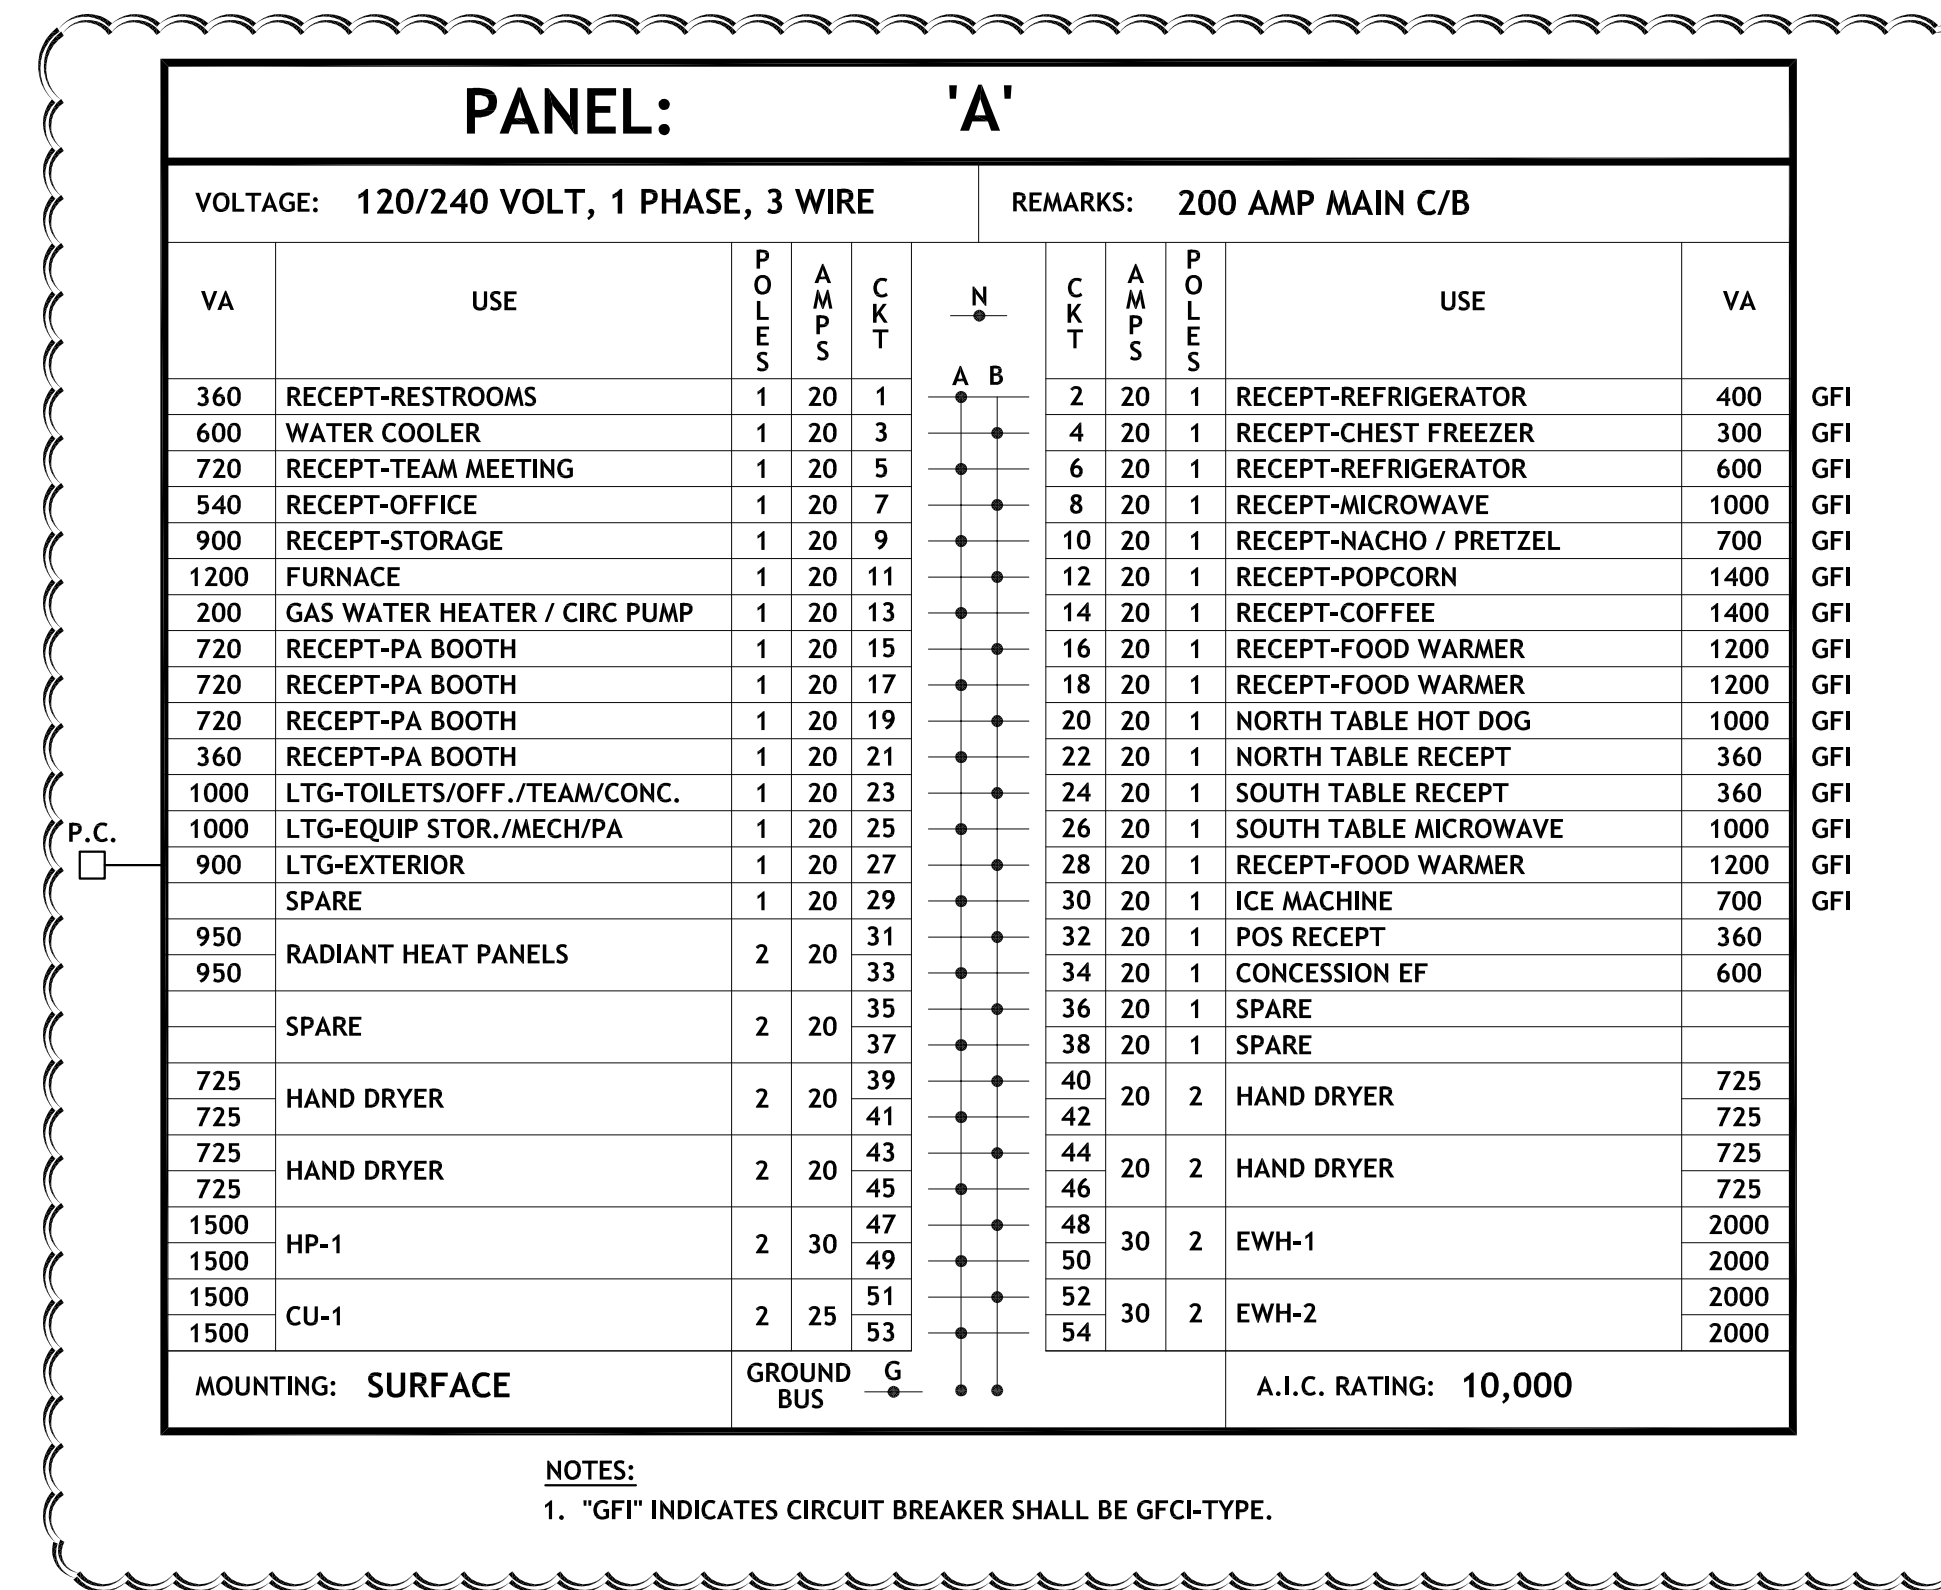 PANEL: 'A'
VOLTAGE: 120/240 VOLT, 1 PHASE, 3 WIRE REMARKS: 200 AMP MAIN C/B
VA USE POLES AMPS CKT N CKT AMPS POLES USE VA
A B
360 RECEPT-RESTROOMS 1 20 1 2 20 1 RECEPT-REFRIGERATOR 400 GFI
600 WATER COOLER 1 20 3 4 20 1 RECEPT-CHEST FREEZER 300 GFI
720 RECEPT-TEAM MEETING 1 20 5 6 20 1 RECEPT-REFRIGERATOR 600 GFI
540 RECEPT-OFFICE 1 20 7 8 20 1 RECEPT-MICROWAVE 1000 GFI
900 RECEPT-STORAGE 1 20 9 10 20 1 RECEPT-NACHO / PRETZEL 700 GFI
1200 FURNACE 1 20 11 12 20 1 RECEPT-POPCORN 1400 GFI
200 GAS WATER HEATER / CIRC PUMP 1 20 13 14 20 1 RECEPT-COFFEE 1400 GFI
720 RECEPT-PA BOOTH 1 20 15 16 20 1 RECEPT-FOOD WARMER 1200 GFI
720 RECEPT-PA BOOTH 1 20 17 18 20 1 RECEPT-FOOD WARMER 1200 GFI
720 RECEPT-PA BOOTH 1 20 19 20 20 1 NORTH TABLE HOT DOG 1000 GFI
360 RECEPT-PA BOOTH 1 20 21 22 20 1 NORTH TABLE RECEPT 360 GFI
1000 LTG-TOILETS/OFF./TEAM/CONC. 1 20 23 24 20 1 SOUTH TABLE RECEPT 360 GFI
P.C. 1000 LTG-EQUIP STOR./MECH/PA 1 20 25 26 20 1 SOUTH TABLE MICROWAVE 1000 GFI
900 LTG-EXTERIOR 1 20 27 28 20 1 RECEPT-FOOD WARMER 1200 GFI
SPARE 1 20 29 30 20 1 ICE MACHINE 700 GFI
950 31 32 20 1 POS RECEPT 360
RADIANT HEAT PANELS 2 20
950 33 34 20 1 CONCESSION EF 600
35 36 20 1 SPARE
SPARE 2 20
37 38 20 1 SPARE
725 39 40 725
HAND DRYER 2 20 20 2 HAND DRYER
725 41 42 725
725 43 44 725
HAND DRYER 2 20 20 2 HAND DRYER
725 45 46 725
1500 47 48 2000
HP-1 2 30 30 2 EWH-1
1500 49 50 2000
1500 51 52 2000
CU-1 2 25 30 2 EWH-2
1500 53 54 2000
MOUNTING: SURFACE GROUND BUS G A.I.C. RATING: 10,000
NOTES:
1. "GFI" INDICATES CIRCUIT BREAKER SHALL BE GFCI-TYPE.